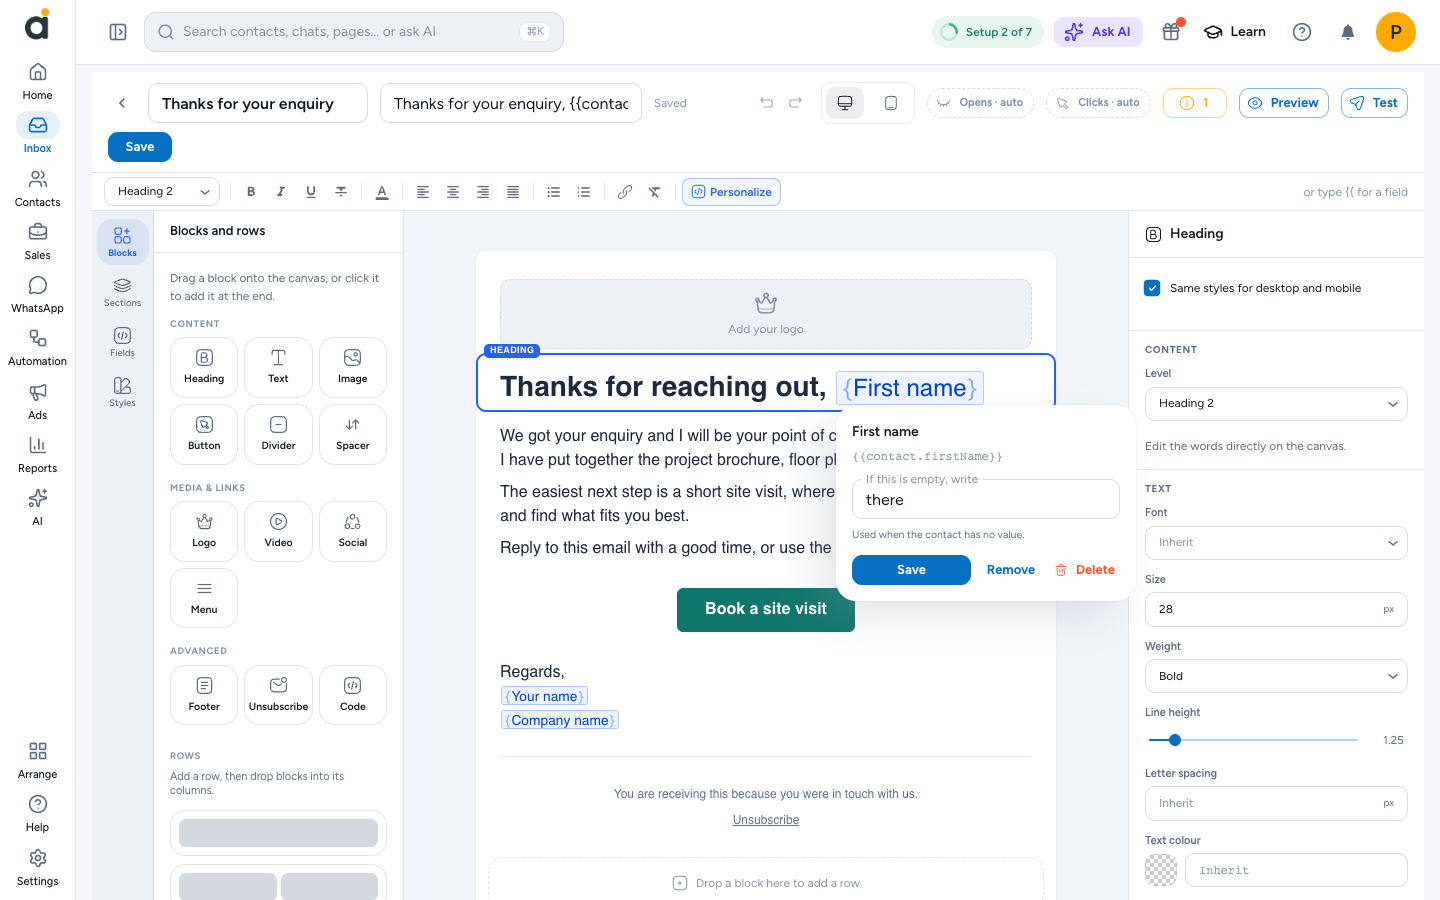 Search contacts, chats, pages... or ask AI
⌘K
Setup 2 of 7
Ask AI
Learn
P
Home
Inbox
Contacts
Sales
WhatsApp
Automation
Ads
Reports
AI
Arrange
Help
Settings
Thanks for your enquiry
Thanks for your enquiry, {{contac
Saved
Opens · auto
Clicks · auto
1
Preview
Test
Save
Heading 2
B
I
U
A
Personalize
or type {{ for a field
Blocks
Sections
Fields
Styles
Blocks and rows
Drag a block onto the canvas, or click it
to add it at the end.
CONTENT
Heading
Text
Image
Button
Divider
Spacer
MEDIA & LINKS
Logo
Video
Social
Menu
ADVANCED
Footer
Unsubscribe
Code
ROWS
Add a row, then drop blocks into its
columns.
Add your logo
HEADING
Thanks for reaching out, {First name}
We got your enquiry and I will be your point of c
I have put together the project brochure, floor pl
The easiest next step is a short site visit, where
and find what fits you best.
Reply to this email with a good time, or use the
Book a site visit
Regards,
{Your name}
{Company name}
You are receiving this because you were in touch with us.
Unsubscribe
Drop a block here to add a row
First name
{{contact.firstName}}
If this is empty, write
there
Used when the contact has no value.
Save
Remove
Delete
Heading
Same styles for desktop and mobile
CONTENT
Level
Heading 2
Edit the words directly on the canvas.
TEXT
Font
Inherit
Size
28
px
Weight
Bold
Line height
1.25
Letter spacing
Inherit
px
Text colour
Inherit